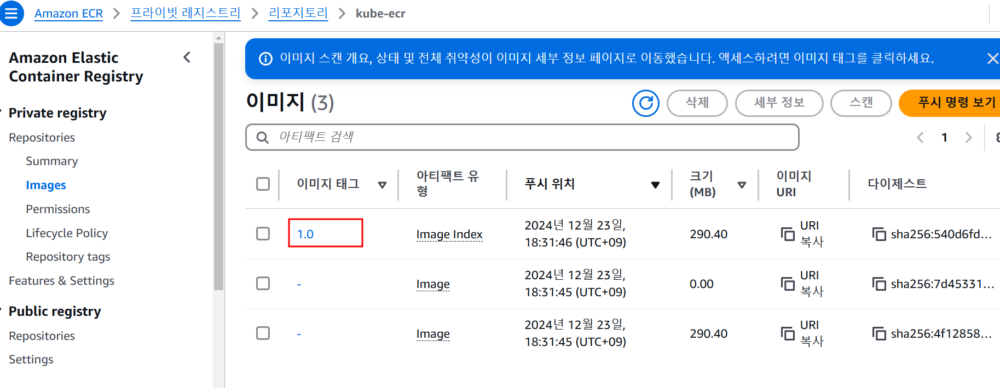 Amazon ECR > 프라이빗 레지스트리 > 리포지토리 > kube-ecr
Amazon Elastic
Container Registry
Private registry
Repositories
Summary
Images
Permissions
Lifecycle Policy
Repository tags
Features & Settings
Public registry
Repositories
Settings
이미지 스캔 개요, 상태 및 전체 취약성이 이미지 세부 정보 페이지로 이동했습니다. 액세스하려면 이미지 태그를 클릭하세요.
이미지 (3)
삭제
세부 정보
스캔
푸시 명령 보기
아티팩트 검색
1
이미지 태그
아티팩트 유
형
푸시 위치
크기
(MB)
이미지
URI
다이제스트
1.0
Image Index
2024년 12월 23일,
18:31:46 (UTC+09)
290.40
URI
복사
sha256:540d6fd...
-
Image
2024년 12월 23일,
18:31:45 (UTC+09)
0.00
URI
복사
sha256:7d45331...
-
Image
2024년 12월 23일,
18:31:45 (UTC+09)
290.40
URI
복사
sha256:4f12858...